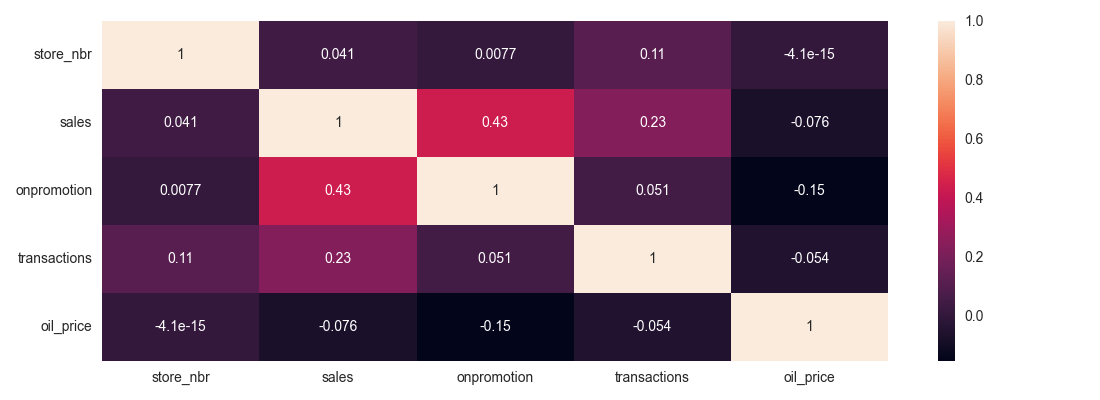 1.0
store_nbr 1 0.041 0.0077 0.11 -4.1e-15
0.8
sales 0.041 1 0.43 0.23 -0.076
0.6
onpromotion 0.0077 0.43 1 0.051 -0.15
0.4
transactions 0.11 0.23 0.051 1 -0.054
0.2
oil_price -4.1e-15 -0.076 -0.15 -0.054 1
0.0
store_nbr sales onpromotion transactions oil_price